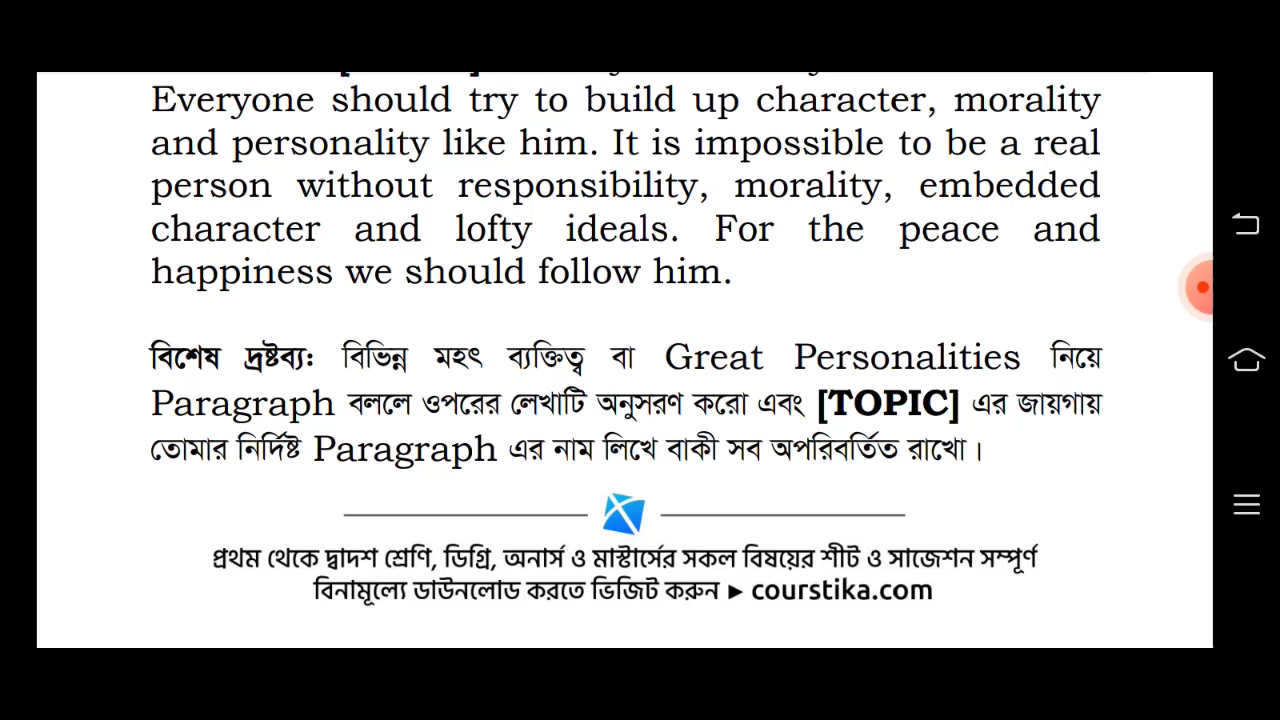 Everyone should try to build up character, morality
and personality like him. It is impossible to be a real
person without responsibility, morality, embedded
character and lofty ideals. For the peace and
happiness we should follow him.
বিশেষ দ্রষ্টব্য: বিভিন্ন মহৎ ব্যক্তিত্ব বা Great Personalities নিয়ে
Paragraph বললে ওপরের লেখাটি অনুসরণ করো এবং [TOPIC] এর জায়গায়
তোমার নির্দিষ্ট Paragraph এর নাম লিখে বাকী সব অপরিবর্তিত রাখো।
প্রথম থেকে দ্বাদশ শ্রেণি, ডিগ্রি, অনার্স ও মাস্টার্সের সকল বিষয়ের শীট ও সাজেশন সম্পূর্ণ
বিনামূল্যে ডাউনলোড করতে ভিজিট করুন ▸ courstika.com